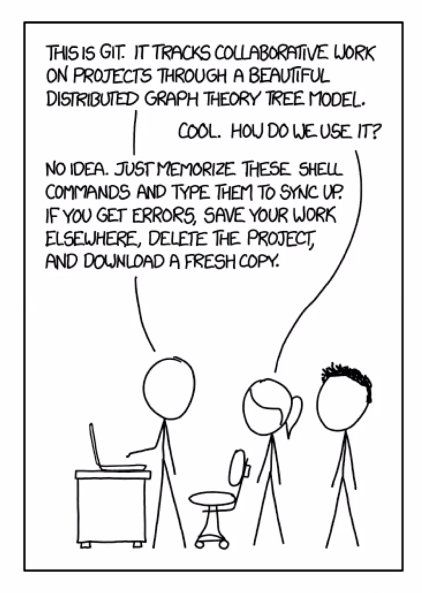 THIS IS GIT. IT TRACKS COLLABORATIVE WORK
ON PROJECTS THROUGH A BEAUTIFUL
DISTRIBUTED GRAPH THEORY TREE MODEL.
COOL. HOW DO WE USE IT?
NO IDEA. JUST MEMORIZE THESE SHELL
COMMANDS AND TYPE THEM TO SYNC UP.
IF YOU GET ERRORS, SAVE YOUR WORK
ELSEWHERE, DELETE THE PROJECT,
AND DOWNLOAD A FRESH COPY.